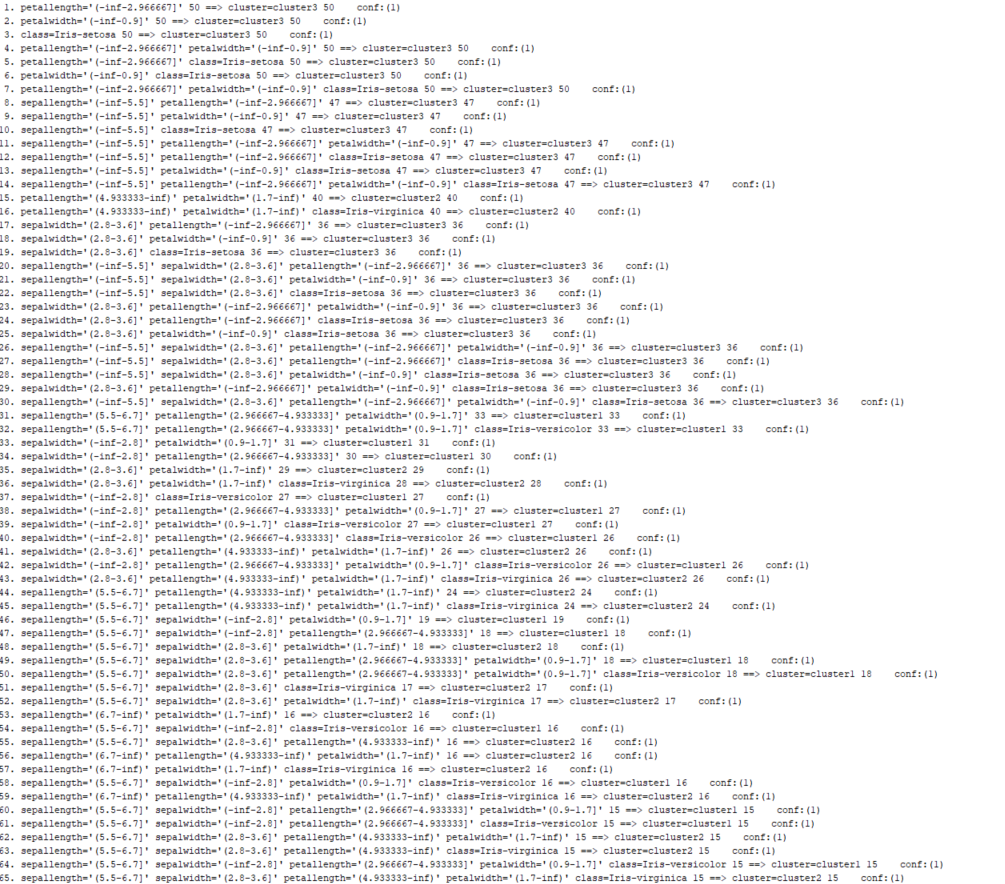 1. petallength='(-inf-2.966667]' 50 ==> cluster=cluster3 50 conf:(1)
2. petalwidth='(-inf-0.9]' 50 ==> cluster=cluster3 50 conf:(1)
3. class=Iris-setosa 50 ==> cluster=cluster3 50 conf:(1)
4. petallength='(-inf-2.966667]' petalwidth='(-inf-0.9]' 50 ==> cluster=cluster3 50 conf:(1)
5. petallength='(-inf-2.966667]' class=Iris-setosa 50 ==> cluster=cluster3 50 conf:(1)
6. petalwidth='(-inf-0.9]' class=Iris-setosa 50 ==> cluster=cluster3 50 conf:(1)
7. petallength='(-inf-2.966667]' petalwidth='(-inf-0.9]' class=Iris-setosa 50 ==> cluster=cluster3 50 conf:(1)
8. sepallength='(-inf-5.5]' petallength='(-inf-2.966667]' 47 ==> cluster=cluster3 47 conf:(1)
9. sepallength='(-inf-5.5]' petalwidth='(-inf-0.9]' 47 ==> cluster=cluster3 47 conf:(1)
10. sepallength='(-inf-5.5]' class=Iris-setosa 47 ==> cluster=cluster3 47 conf:(1)
11. sepallength='(-inf-5.5]' petallength='(-inf-2.966667]' petalwidth='(-inf-0.9]' 47 ==> cluster=cluster3 47 conf:(1)
12. sepallength='(-inf-5.5]' petallength='(-inf-2.966667]' class=Iris-setosa 47 ==> cluster=cluster3 47 conf:(1)
13. sepallength='(-inf-5.5]' petalwidth='(-inf-0.9]' class=Iris-setosa 47 ==> cluster=cluster3 47 conf:(1)
14. sepallength='(-inf-5.5]' petallength='(-inf-2.966667]' petalwidth='(-inf-0.9]' class=Iris-setosa 47 ==> cluster=cluster3 47 conf:(1)
15. petallength='(4.933333-inf)' petalwidth='(1.7-inf)' 40 ==> cluster=cluster2 40 conf:(1)
16. petallength='(4.933333-inf)' petalwidth='(1.7-inf)' class=Iris-virginica 40 ==> cluster=cluster2 40 conf:(1)
17. sepalwidth='(2.8-3.6]' petallength='(-inf-2.966667]' 36 ==> cluster=cluster3 36 conf:(1)
18. sepalwidth='(2.8-3.6]' petalwidth='(-inf-0.9]' 36 ==> cluster=cluster3 36 conf:(1)
19. sepalwidth='(2.8-3.6]' class=Iris-setosa 36 ==> cluster=cluster3 36 conf:(1)
20. sepallength='(-inf-5.5]' sepalwidth='(2.8-3.6]' petallength='(-inf-2.966667]' 36 ==> cluster=cluster3 36 conf:(1)
21. sepallength='(-inf-5.5]' sepalwidth='(2.8-3.6]' petalwidth='(-inf-0.9]' 36 ==> cluster=cluster3 36 conf:(1)
22. sepallength='(-inf-5.5]' sepalwidth='(2.8-3.6]' class=Iris-setosa 36 ==> cluster=cluster3 36 conf:(1)
23. sepalwidth='(2.8-3.6]' petallength='(-inf-2.966667]' petalwidth='(-inf-0.9]' 36 ==> cluster=cluster3 36 conf:(1)
24. sepalwidth='(2.8-3.6]' petallength='(-inf-2.966667]' class=Iris-setosa 36 ==> cluster=cluster3 36 conf:(1)
25. sepalwidth='(2.8-3.6]' petalwidth='(-inf-0.9]' class=Iris-setosa 36 ==> cluster=cluster3 36 conf:(1)
26. sepallength='(-inf-5.5]' sepalwidth='(2.8-3.6]' petallength='(-inf-2.966667]' petalwidth='(-inf-0.9]' 36 ==> cluster=cluster3 36 conf:(1)
27. sepallength='(-inf-5.5]' sepalwidth='(2.8-3.6]' petallength='(-inf-2.966667]' class=Iris-setosa 36 ==> cluster=cluster3 36 conf:(1)
28. sepallength='(-inf-5.5]' sepalwidth='(2.8-3.6]' petalwidth='(-inf-0.9]' class=Iris-setosa 36 ==> cluster=cluster3 36 conf:(1)
29. sepalwidth='(2.8-3.6]' petallength='(-inf-2.966667]' petalwidth='(-inf-0.9]' class=Iris-setosa 36 ==> cluster=cluster3 36 conf:(1)
30. sepallength='(-inf-5.5]' sepalwidth='(2.8-3.6]' petallength='(-inf-2.966667]' petalwidth='(-inf-0.9]' class=Iris-setosa 36 ==> cluster=cluster3 36 conf:(1)
31. sepallength='(5.5-6.7]' petallength='(2.966667-4.933333]' petalwidth='(0.9-1.7]' 33 ==> cluster=cluster1 33 conf:(1)
32. sepallength='(5.5-6.7]' petallength='(2.966667-4.933333]' petalwidth='(0.9-1.7]' class=Iris-versicolor 33 ==> cluster=cluster1 33 conf:(1)
33. sepalwidth='(-inf-2.8]' petalwidth='(0.9-1.7]' 31 ==> cluster=cluster1 31 conf:(1)
34. sepalwidth='(-inf-2.8]' petallength='(2.966667-4.933333]' 30 ==> cluster=cluster1 30 conf:(1)
35. sepalwidth='(2.8-3.6]' petalwidth='(1.7-inf)' 29 ==> cluster=cluster2 29 conf:(1)
36. sepalwidth='(2.8-3.6]' petalwidth='(1.7-inf)' class=Iris-virginica 28 ==> cluster=cluster2 28 conf:(1)
37. sepalwidth='(-inf-2.8]' class=Iris-versicolor 27 ==> cluster=cluster1 27 conf:(1)
38. sepalwidth='(-inf-2.8]' petallength='(2.966667-4.933333]' petalwidth='(0.9-1.7]' 27 ==> cluster=cluster1 27 conf:(1)
39. sepalwidth='(-inf-2.8]' petalwidth='(0.9-1.7]' class=Iris-versicolor 27 ==> cluster=cluster1 27 conf:(1)
40. sepalwidth='(-inf-2.8]' petallength='(2.966667-4.933333]' class=Iris-versicolor 26 ==> cluster=cluster1 26 conf:(1)
41. sepalwidth='(2.8-3.6]' petallength='(4.933333-inf)' petalwidth='(1.7-inf)' 26 ==> cluster=cluster2 26 conf:(1)
42. sepalwidth='(-inf-2.8]' petallength='(2.966667-4.933333]' petalwidth='(0.9-1.7]' class=Iris-versicolor 26 ==> cluster=cluster1 26 conf:(1)
43. sepalwidth='(2.8-3.6]' petallength='(4.933333-inf)' petalwidth='(1.7-inf)' class=Iris-virginica 26 ==> cluster=cluster2 26 conf:(1)
44. sepallength='(5.5-6.7]' petallength='(4.933333-inf)' petalwidth='(1.7-inf)' 24 ==> cluster=cluster2 24 conf:(1)
45. sepallength='(5.5-6.7]' petallength='(4.933333-inf)' petalwidth='(1.7-inf)' class=Iris-virginica 24 ==> cluster=cluster2 24 conf:(1)
46. sepallength='(5.5-6.7]' sepalwidth='(-inf-2.8]' petalwidth='(0.9-1.7]' 19 ==> cluster=cluster1 19 conf:(1)
47. sepallength='(5.5-6.7]' sepalwidth='(-inf-2.8]' petallength='(2.966667-4.933333]' 18 ==> cluster=cluster1 18 conf:(1)
48. sepallength='(5.5-6.7]' sepalwidth='(2.8-3.6]' petalwidth='(1.7-inf)' 18 ==> cluster=cluster2 18 conf:(1)
49. sepallength='(5.5-6.7]' sepalwidth='(2.8-3.6]' petallength='(2.966667-4.933333]' petalwidth='(0.9-1.7]' 18 ==> cluster=cluster1 18 conf:(1)
50. sepallength='(5.5-6.7]' sepalwidth='(2.8-3.6]' petallength='(2.966667-4.933333]' petalwidth='(0.9-1.7]' class=Iris-versicolor 18 ==> cluster=cluster1 18 conf:(1)
51. sepallength='(5.5-6.7]' sepalwidth='(2.8-3.6]' class=Iris-virginica 17 ==> cluster=cluster2 17 conf:(1)
52. sepallength='(5.5-6.7]' sepalwidth='(2.8-3.6]' petalwidth='(1.7-inf)' class=Iris-virginica 17 ==> cluster=cluster2 17 conf:(1)
53. sepallength='(6.7-inf)' petalwidth='(1.7-inf)' 16 ==> cluster=cluster2 16 conf:(1)
54. sepallength='(5.5-6.7]' sepalwidth='(-inf-2.8]' class=Iris-versicolor 16 ==> cluster=cluster1 16 conf:(1)
55. sepallength='(5.5-6.7]' sepalwidth='(2.8-3.6]' petallength='(4.933333-inf)' 16 ==> cluster=cluster2 16 conf:(1)
56. sepallength='(6.7-inf)' petallength='(4.933333-inf)' petalwidth='(1.7-inf)' 16 ==> cluster=cluster2 16 conf:(1)
57. sepallength='(6.7-inf)' petalwidth='(1.7-inf)' class=Iris-virginica 16 ==> cluster=cluster2 16 conf:(1)
58. sepallength='(5.5-6.7]' sepalwidth='(-inf-2.8]' petalwidth='(0.9-1.7]' class=Iris-versicolor 16 ==> cluster=cluster1 16 conf:(1)
59. sepallength='(6.7-inf)' petallength='(4.933333-inf)' petalwidth='(1.7-inf)' class=Iris-virginica 16 ==> cluster=cluster2 16 conf:(1)
60. sepallength='(5.5-6.7]' sepalwidth='(-inf-2.8]' petallength='(2.966667-4.933333]' petalwidth='(0.9-1.7]' 15 ==> cluster=cluster1 15 conf:(1)
61. sepallength='(5.5-6.7]' sepalwidth='(-inf-2.8]' petallength='(2.966667-4.933333]' class=Iris-versicolor 15 ==> cluster=cluster1 15 conf:(1)
62. sepallength='(5.5-6.7]' sepalwidth='(2.8-3.6]' petallength='(4.933333-inf)' petalwidth='(1.7-inf)' 15 ==> cluster=cluster2 15 conf:(1)
63. sepallength='(5.5-6.7]' sepalwidth='(2.8-3.6]' petallength='(4.933333-inf)' class=Iris-virginica 15 ==> cluster=cluster2 15 conf:(1)
64. sepallength='(5.5-6.7]' sepalwidth='(-inf-2.8]' petallength='(2.966667-4.933333]' petalwidth='(0.9-1.7]' class=Iris-versicolor 15 ==> cluster=cluster1 15 conf:(1)
65. sepallength='(5.5-6.7]' sepalwidth='(2.8-3.6]' petallength='(4.933333-inf)' petalwidth='(1.7-inf)' class=Iris-virginica 15 ==> cluster=cluster2 15 conf:(1)